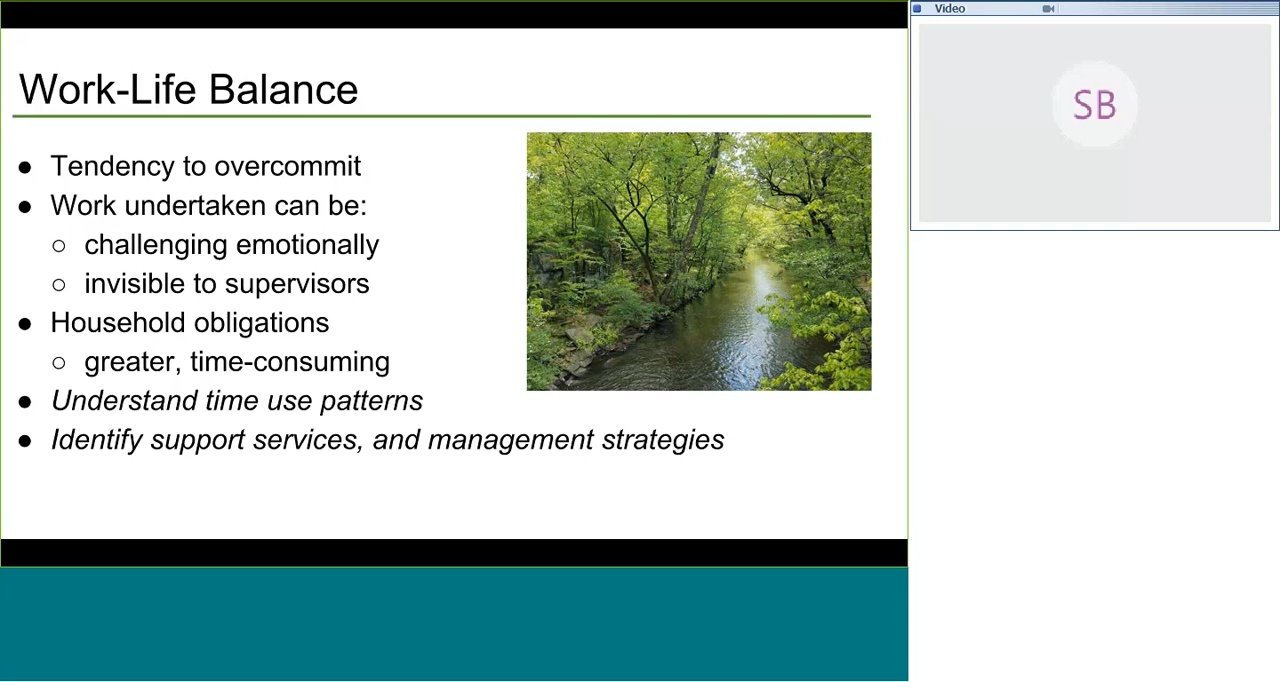 Work-Life Balance
● Tendency to overcommit
● Work undertaken can be:
○ challenging emotionally
○ invisible to supervisors
● Household obligations
○ greater, time-consuming
● Understand time use patterns
● Identify support services, and management strategies
Video
SB